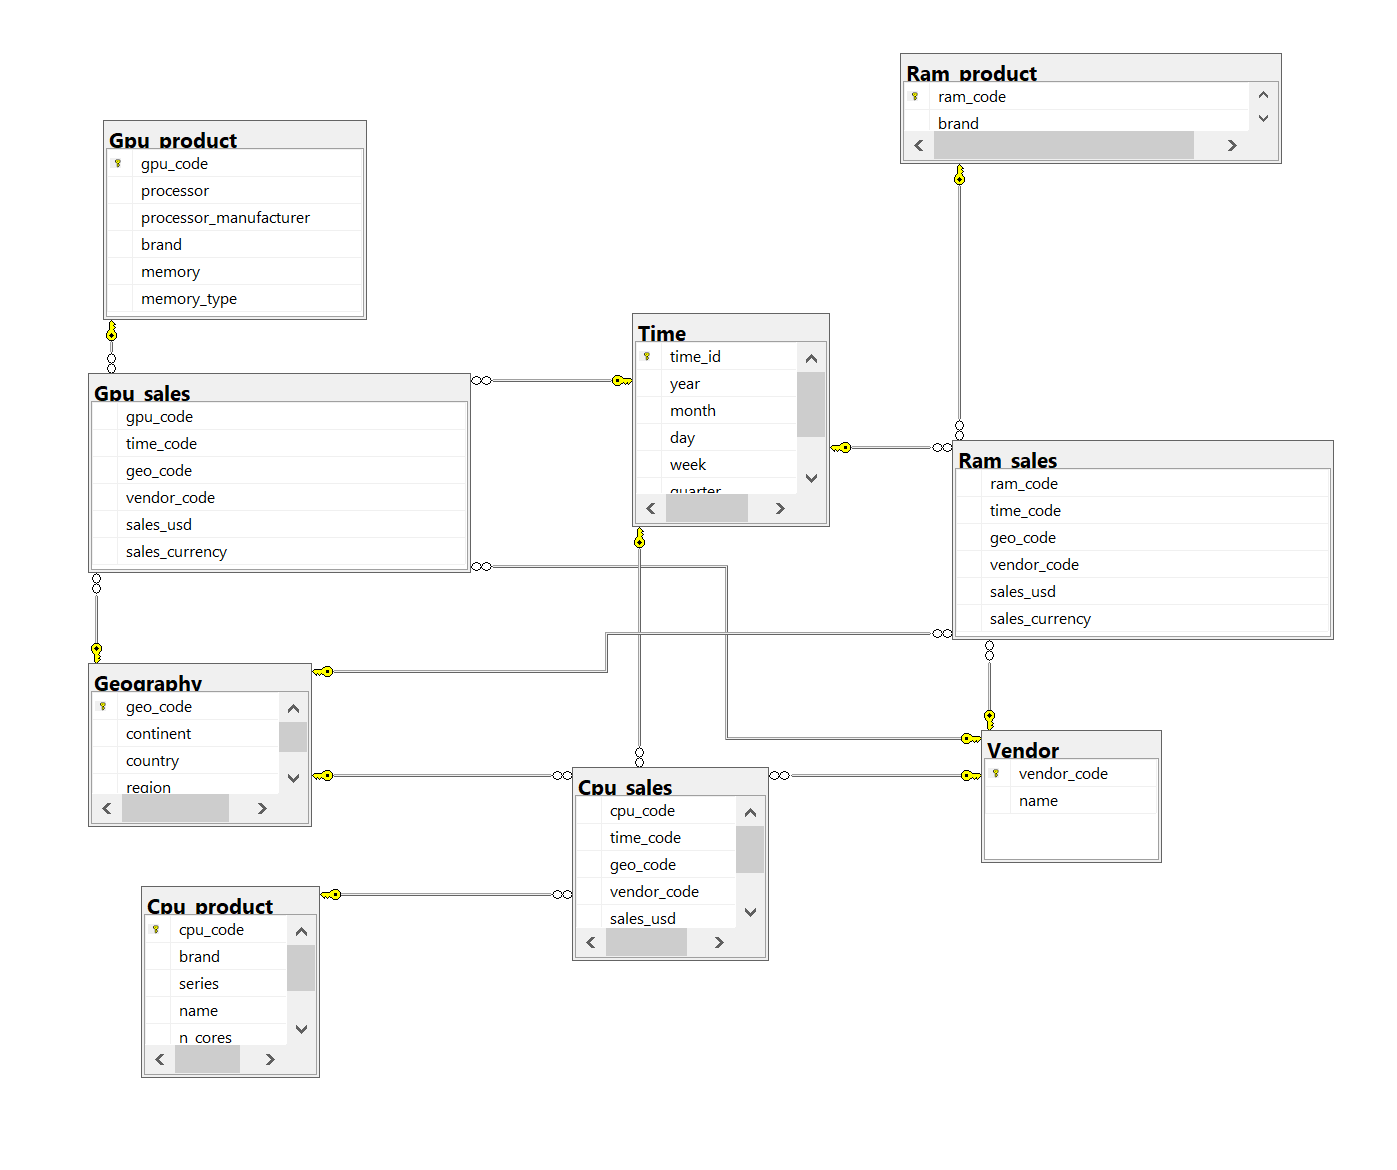 Ram_product
ram_code
brand
Gpu_product
gpu_code
processor
processor_manufacturer
brand
memory
memory_type
Time
time_id
year
month
day
week
quarter
Gpu_sales
gpu_code
time_code
geo_code
vendor_code
sales_usd
sales_currency
Ram_sales
ram_code
time_code
geo_code
vendor_code
sales_usd
sales_currency
Geography
geo_code
continent
country
region
Vendor
vendor_code
name
Cpu_sales
cpu_code
time_code
geo_code
vendor_code
sales_usd
Cpu_product
cpu_code
brand
series
name
n_cores